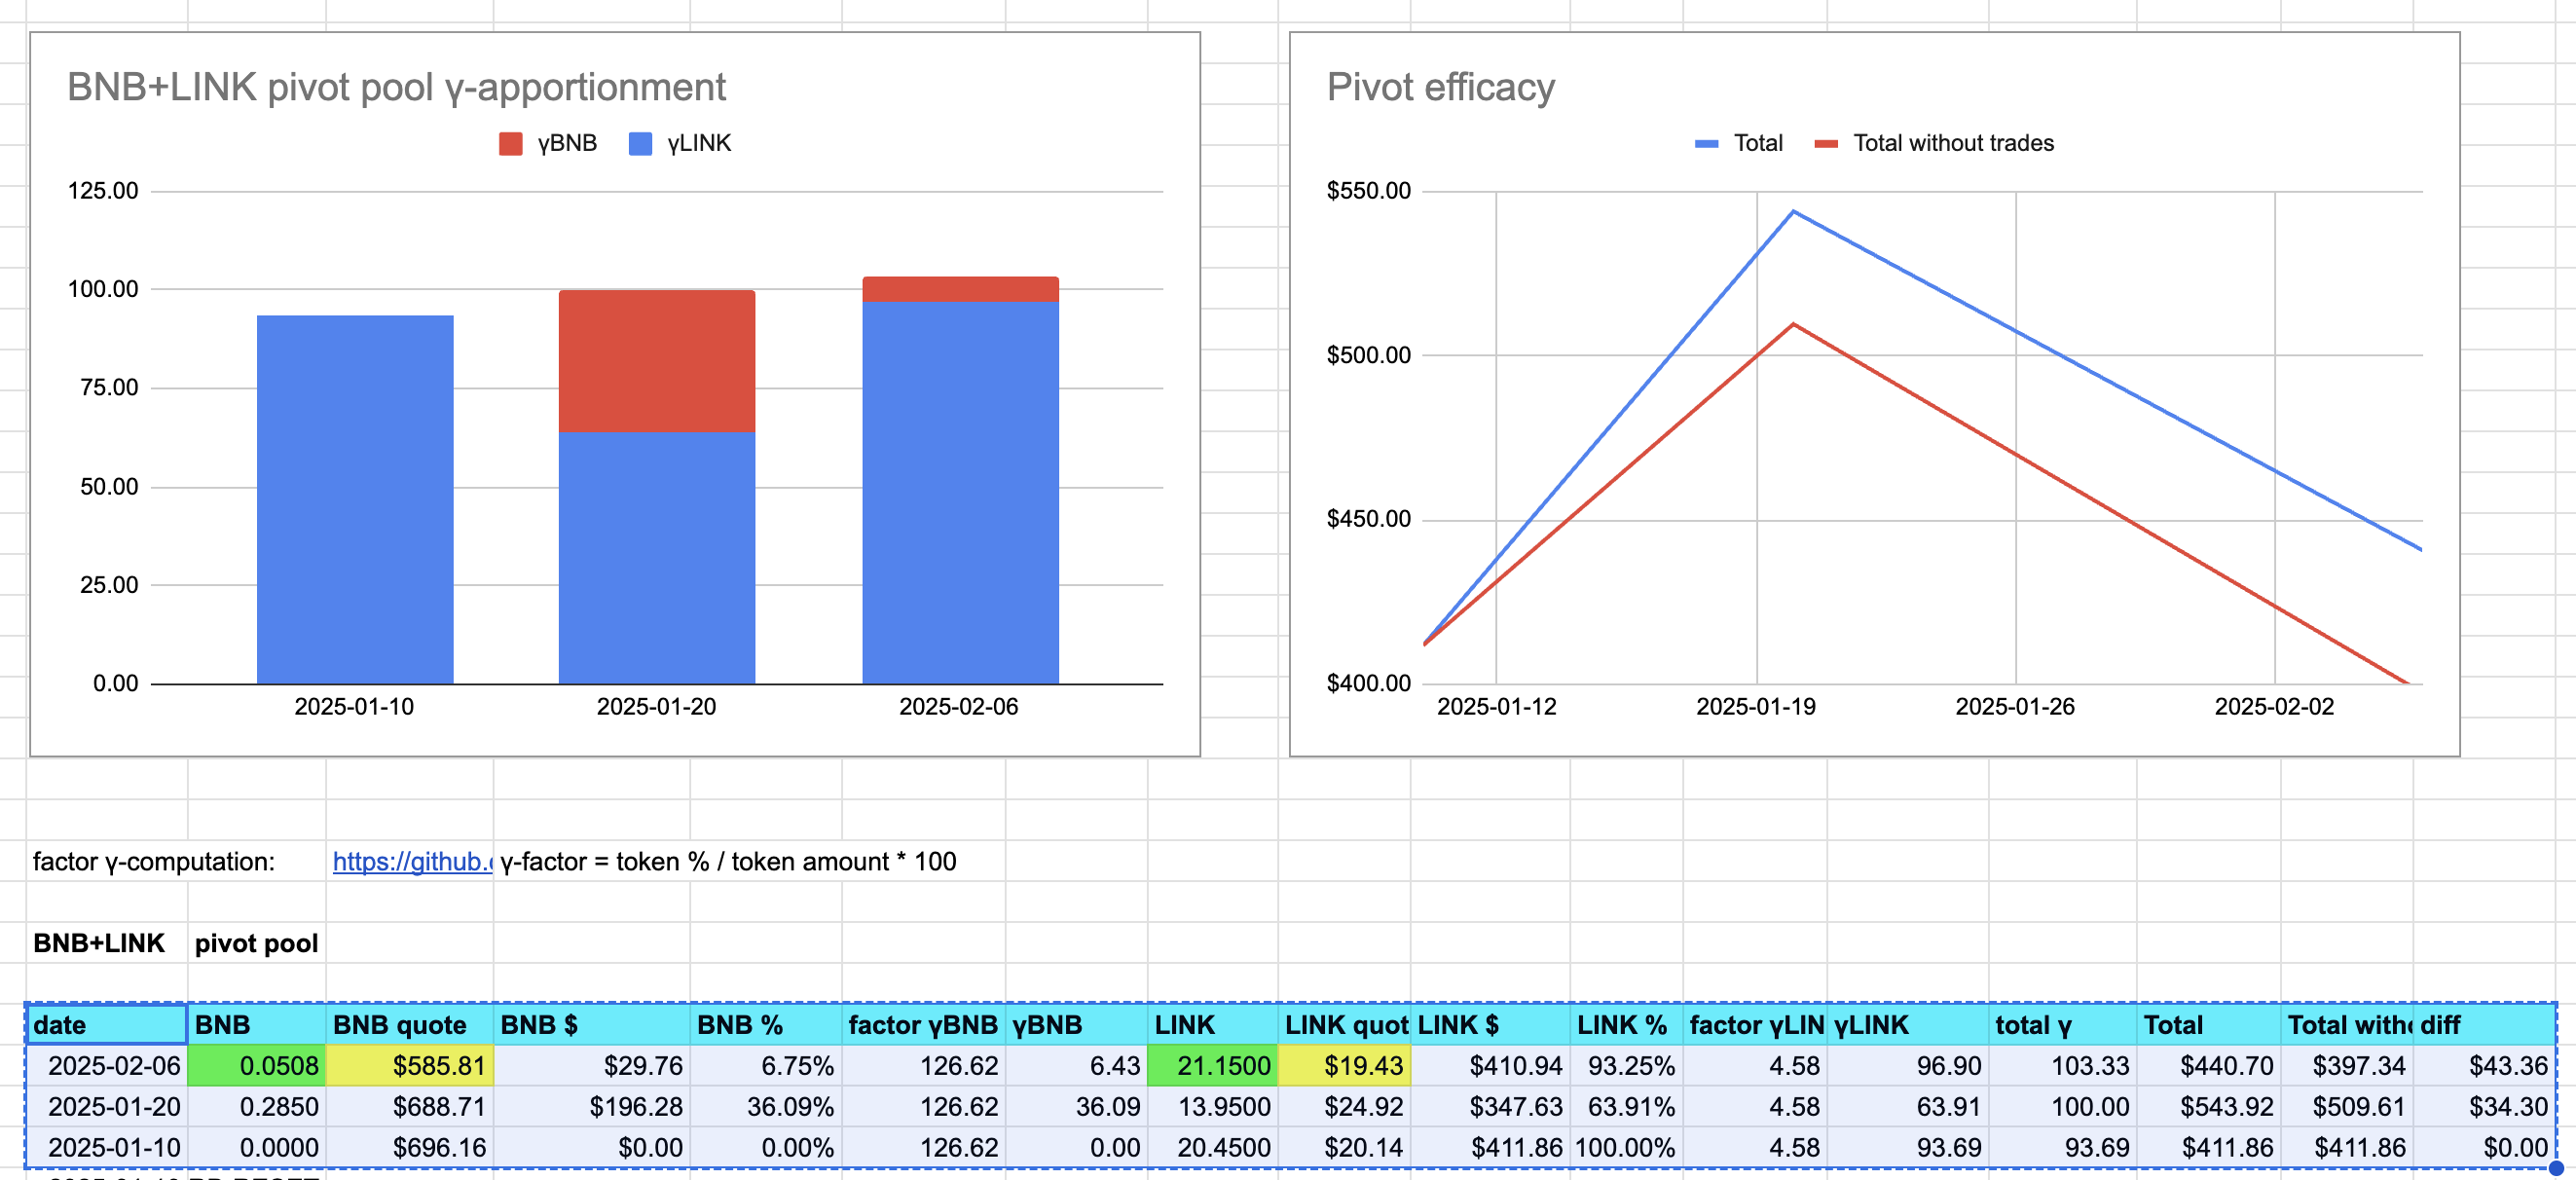 BNB+LINK pivot pool γ-apportionment
γBNB γLINK
125.00
100.00
75.00
50.00
25.00
0.00
2025-01-10 2025-01-20 2025-02-06
Pivot efficacy
Total Total without trades
$550.00
$500.00
$450.00
$400.00
2025-01-12 2025-01-19 2025-01-26 2025-02-02
factor γ-computation: https://github. γ-factor = token % / token amount * 100
BNB+LINK pivot pool
date BNB BNB quote BNB $ BNB % factor γBNB γBNB LINK LINK quot LINK $ LINK % factor γLIN γLINK total γ Total Total with diff
2025-02-06 0.0508 $585.81 $29.76 6.75% 126.62 6.43 21.1500 $19.43 $410.94 93.25% 4.58 96.90 103.33 $440.70 $397.34 $43.36
2025-01-20 0.2850 $688.71 $196.28 36.09% 126.62 36.09 13.9500 $24.92 $347.63 63.91% 4.58 63.91 100.00 $543.92 $509.61 $34.30
2025-01-10 0.0000 $696.16 $0.00 0.00% 126.62 0.00 20.4500 $20.14 $411.86 100.00% 4.58 93.69 93.69 $411.86 $411.86 $0.00